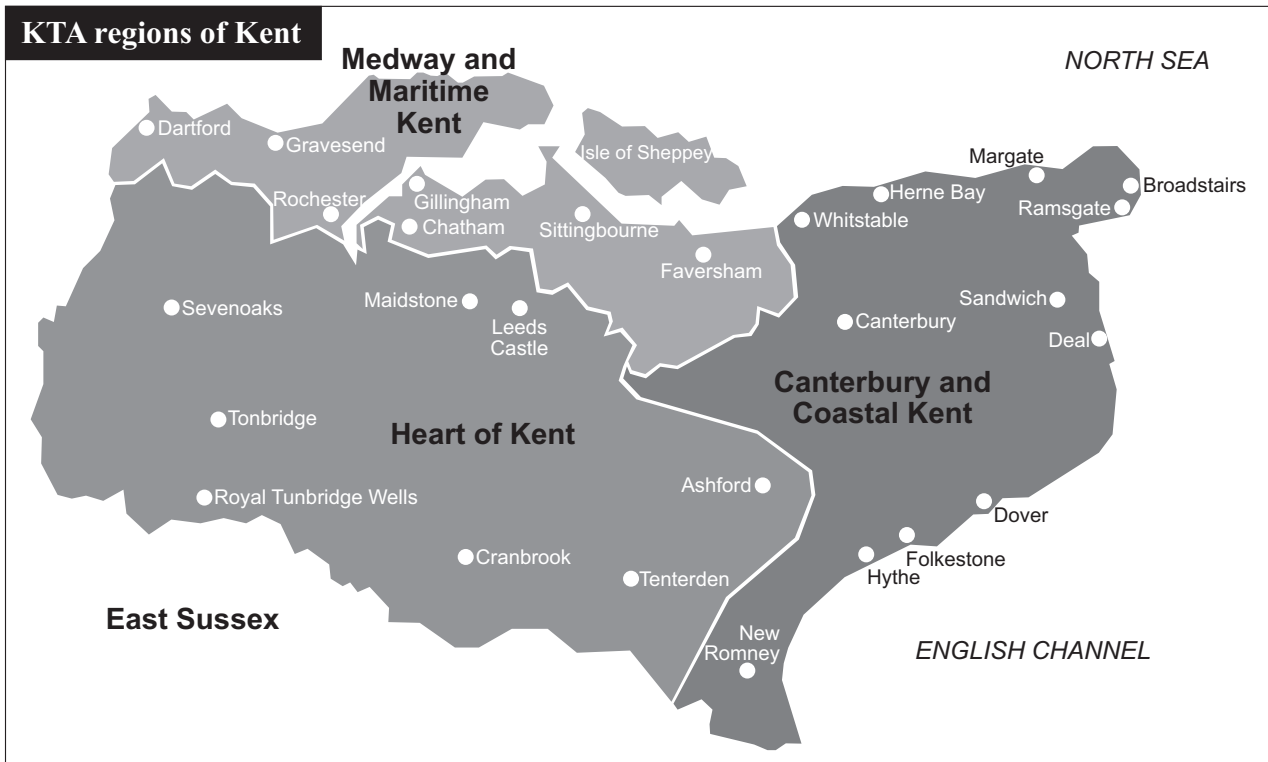 KTA regions of Kent
NORTH SEA
Medway and
Maritime
Kent
Dartford
Gravesend
Isle of Sheppey
Margate
Broadstairs
Herne Bay
Rochester
Gillingham
Ramsgate
Whitstable
Chatham
Sittingbourne
Faversham
Sevenoaks
Maidstone
Leeds
Castle
Sandwich
Canterbury
Deal
Canterbury and
Coastal Kent
Tonbridge
Heart of Kent
Ashford
Royal Tunbridge Wells
Dover
Cranbrook
Folkestone
Hythe
Tenterden
East Sussex
New
Romney
ENGLISH CHANNEL